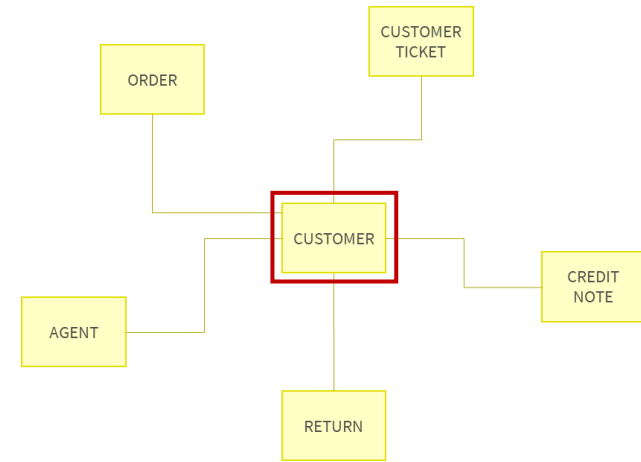 CUSTOMER
TICKET
ORDER
CUSTOMER
CREDIT
NOTE
AGENT
RETURN